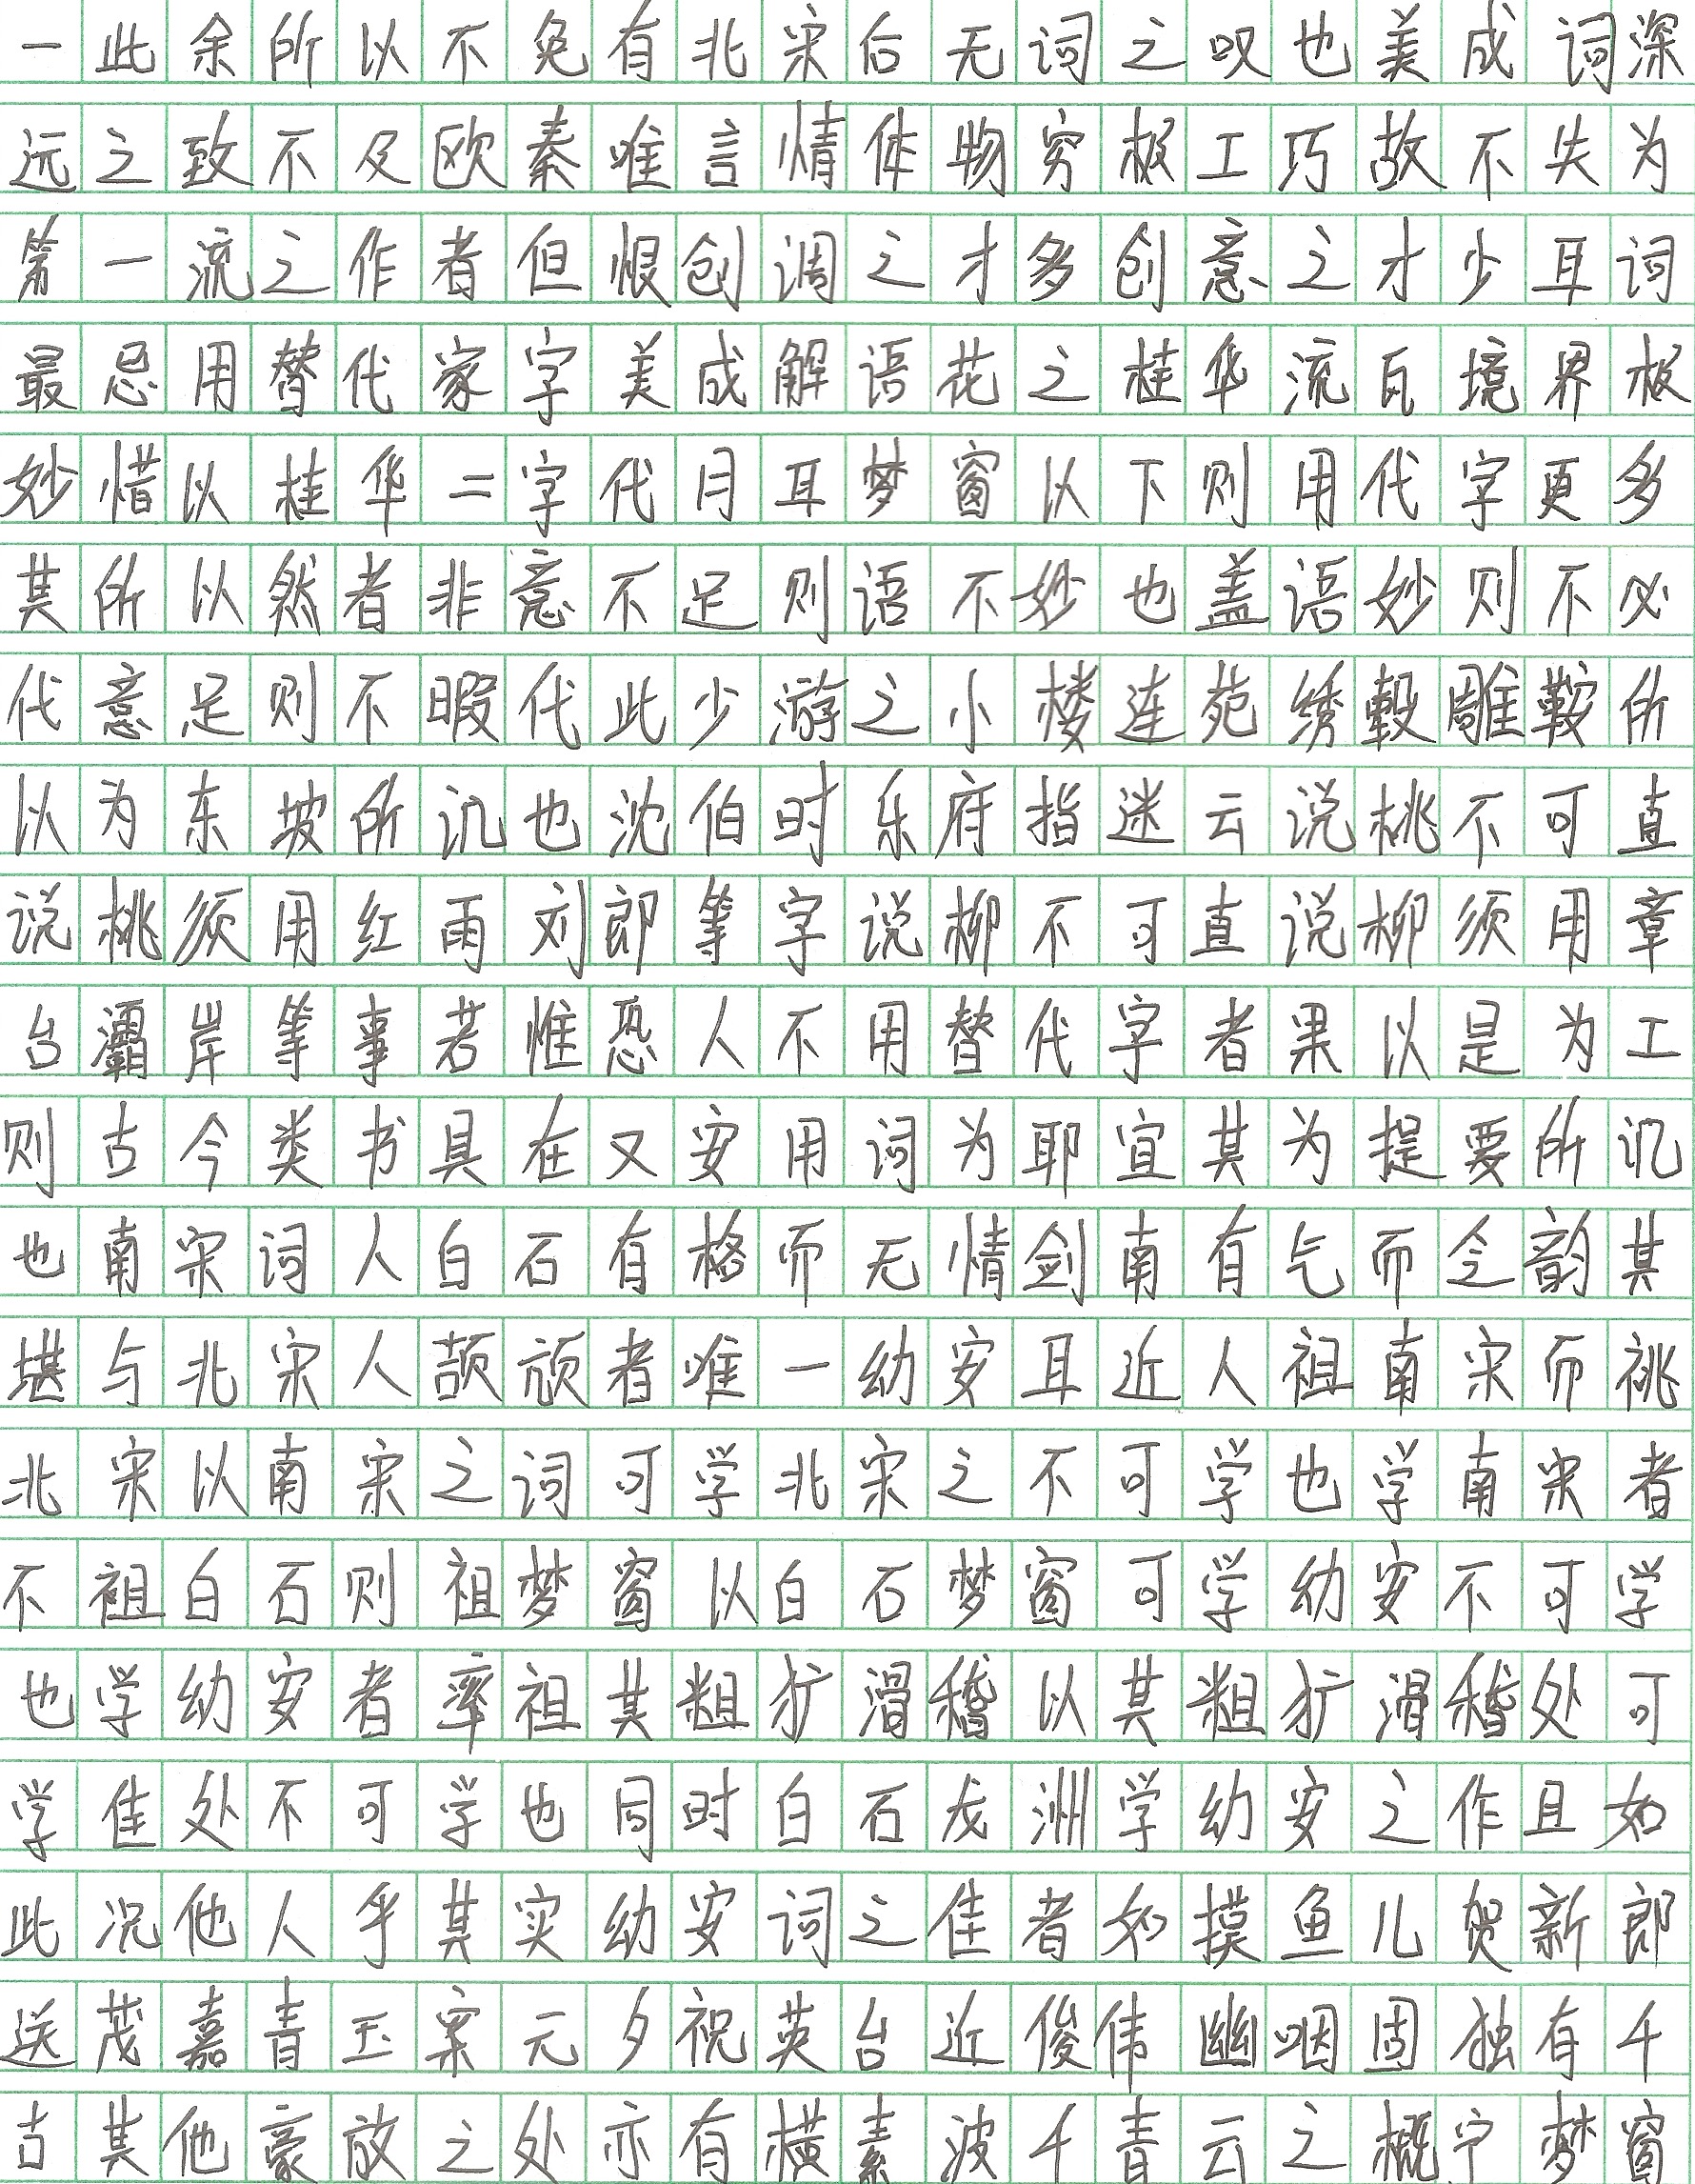 一此余所以不免有北宋后无词之叹也美成词深
远之致不及欧秦唯言情体物穷极工巧故不失为
第一流之作者但恨创调之才多创意之才少耳词
最忌用替代家字美成解语花之桂华流瓦境界极
妙惜以桂华二字代月耳梦窗以下则用代字更多
其所以然者非意不足则语不妙也盖语妙则不必
代意足则不暇代此少游之小楼连苑绣毂雕鞍所
以为东坡所讥也沈伯时乐府指迷云说桃不可直
说桃须用红雨刘郎等字说柳不可直说柳须用章
台灞岸等事若惟恐人不用替代字者果以是为工
则古今类书具在又安用词为耶宜其为提要所讥
也南宋词人白石有格而无情剑南有气而仝韵其
堪与北宋人颉颃者唯一幼安耳近人祖南宋而祧
北宋以南宋之词可学北宋之不可学也学南宋者
不祖白石则祖梦窗以白石梦窗可学幼安不可学
也学幼安者率祖其粗犷滑稽以其粗犷滑稽处可
学佳处不可学也同时白石龙洲学幼安之作且如
此况他人乎其实幼安词之佳者如摸鱼儿贺新郎
送茂嘉青玉案元夕祝英台近俊伟幽咽固独有千
古其他豪放之处亦有横素波干青云之概宁梦窗